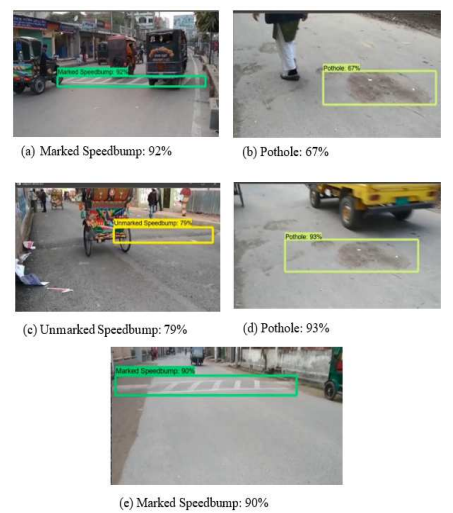 Marked Speedbump: 92%
Pothole: 67%
(a) Marked Speedbump: 92%
(b) Pothole: 67%
Unmarked Speedbump: 79%
Pothole: 93%
(c) Unmarked Speedbump: 79%
(d) Pothole: 93%
Marked Speedbump: 90%
(e) Marked Speedbump: 90%